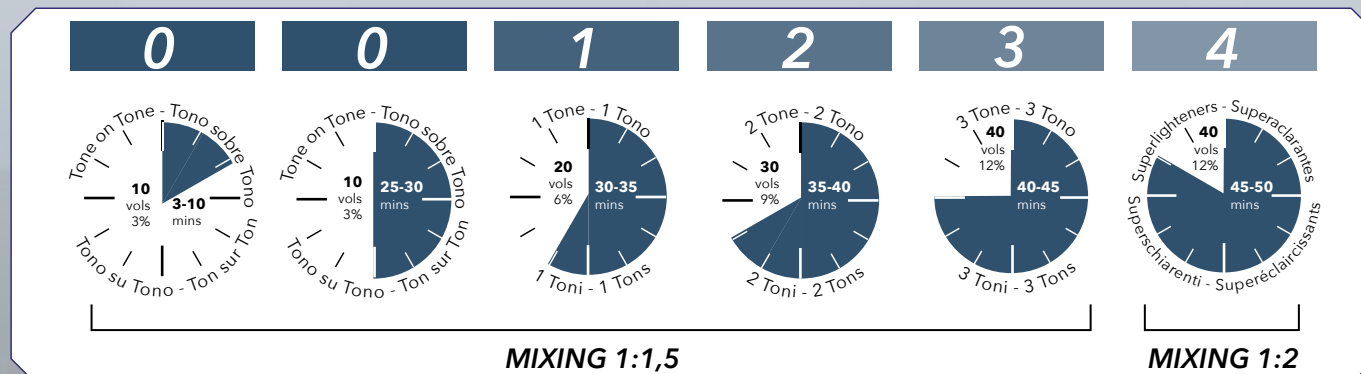 0
0
1
2
3
4
Tone on Tone - Tono sobre Tono
10
vols
3%
3-10
mins
Tono su Tono - Ton sur Ton
Tone on Tone - Tono sobre Tono
10
vols
3%
25-30
mins
Tono su Tono - Ton sur Ton
1 Tone - 1 Tono
20
vols
6%
30-35
mins
1 Toni - 1 Tons
2 Tone - 2 Tono
30
vols
9%
35-40
mins
2 Toni - 2 Tons
3 Tone - 3 Tono
40
vols
12%
40-45
mins
3 Toni - 3 Tons
Superlighteners - Superaclarantes
40
vols
12%
45-50
mins
Superschiarenti - Superéclaircissants
MIXING 1:1,5
MIXING 1:2